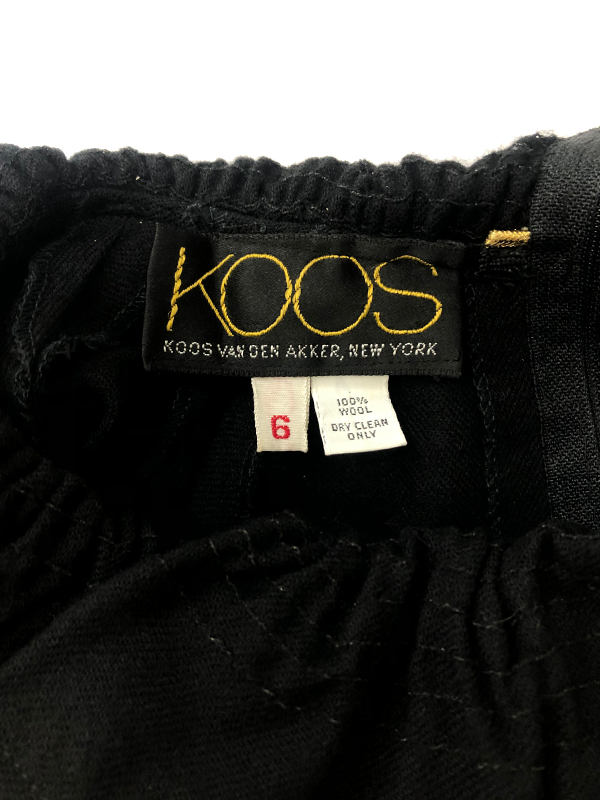 KOOS
KOOS VAN DEN AKKER, NEW YORK
6
100%
WOOL
DRY CLEAN
ONLY